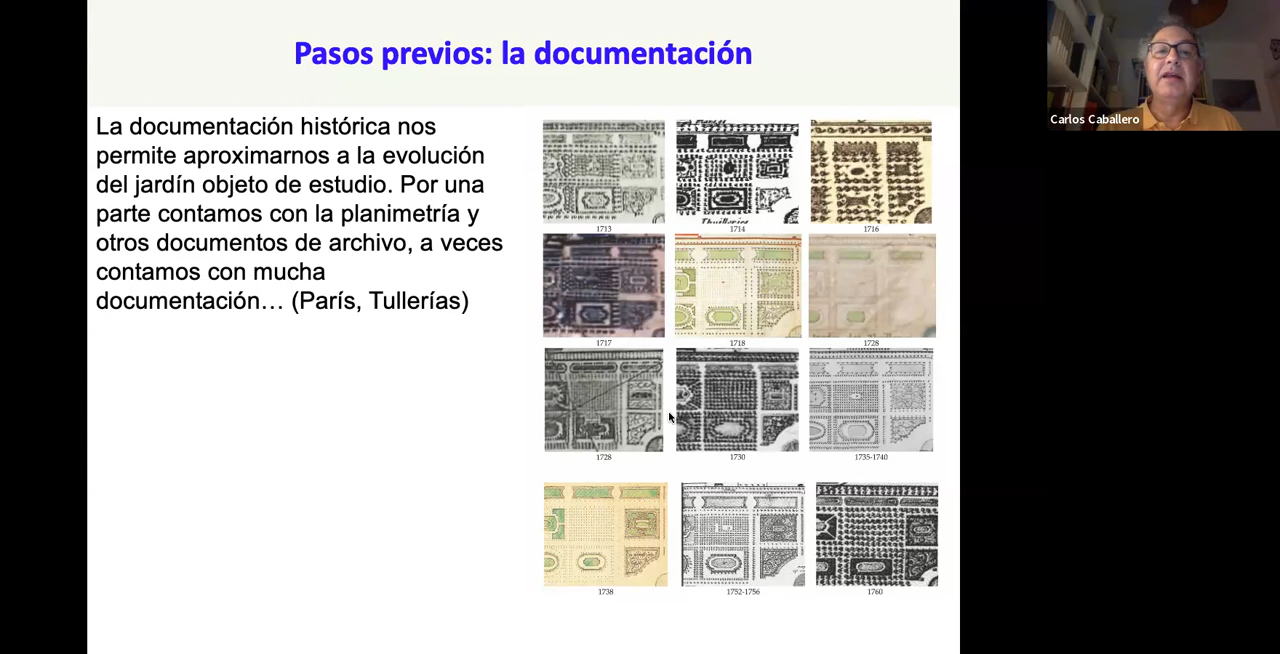 Pasos previos: la documentación
Carlos Caballero
La documentación histórica nos
permite aproximarnos a la evolución
del jardín objeto de estudio. Por una
parte contamos con la planimetría y
otros documentos de archivo, a veces
contamos con mucha
documentación… (París, Tullerías)
Thuilleries
1713
1714
1716
1717
1718
1728
1728
1730
1735-1740
1738
1752-1756
1760